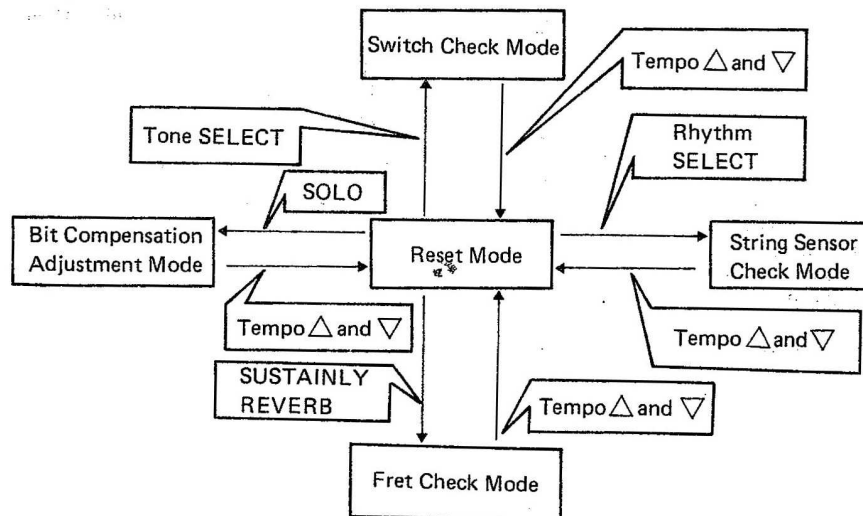 Switch Check Mode
Tempo △ and ▽
Tone SELECT
Rhythm
SELECT
SOLO
Bit Compensation
Adjustment Mode
Reset Mode
String Sensor
Check Mode
Tempo △ and ▽
Tempo △ and ▽
SUSTAINLY
REVERB
Tempo △ and ▽
Fret Check Mode